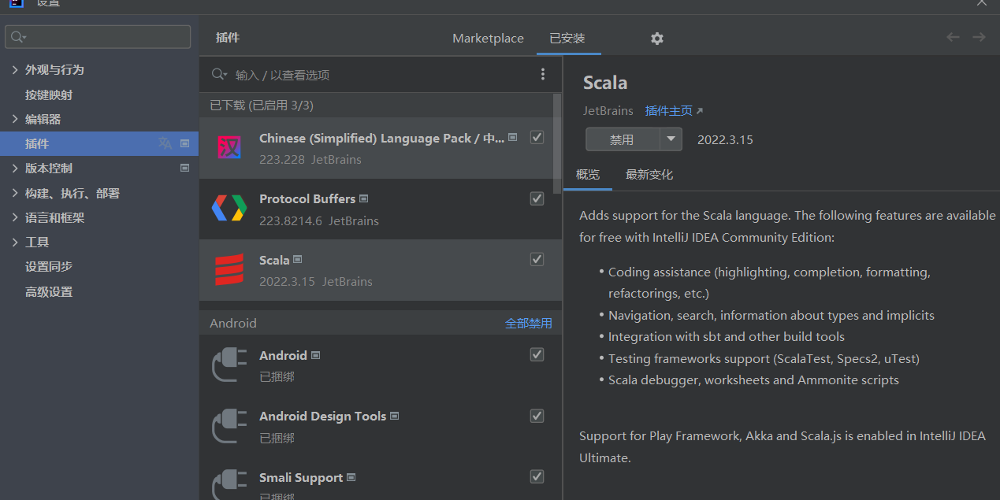 设置
插件
Marketplace
已安装
外观与行为
按键映射
编辑器
插件
版本控制
构建、执行、部署
语言和框架
工具
设置同步
高级设置
输入 / 以查看选项
已下载 (已启用 3/3)
汉
Chinese (Simplified) Language Pack / 中...
223.228 JetBrains
Protocol Buffers
223.8214.6 JetBrains
Scala
2022.3.15 JetBrains
Android
全部禁用
Android
已捆绑
Android Design Tools
已捆绑
Smali Support
已捆绑
Scala
JetBrains 插件主页
禁用
2022.3.15
概览
最新变化
Adds support for the Scala language. The following features are available
for free with IntelliJ IDEA Community Edition:
• Coding assistance (highlighting, completion, formatting,
refactorings, etc.)
• Navigation, search, information about types and implicits
• Integration with sbt and other build tools
• Testing frameworks support (ScalaTest, Specs2, uTest)
• Scala debugger, worksheets and Ammonite scripts
Support for Play Framework, Akka and Scala.js is enabled in IntelliJ IDEA
Ultimate.